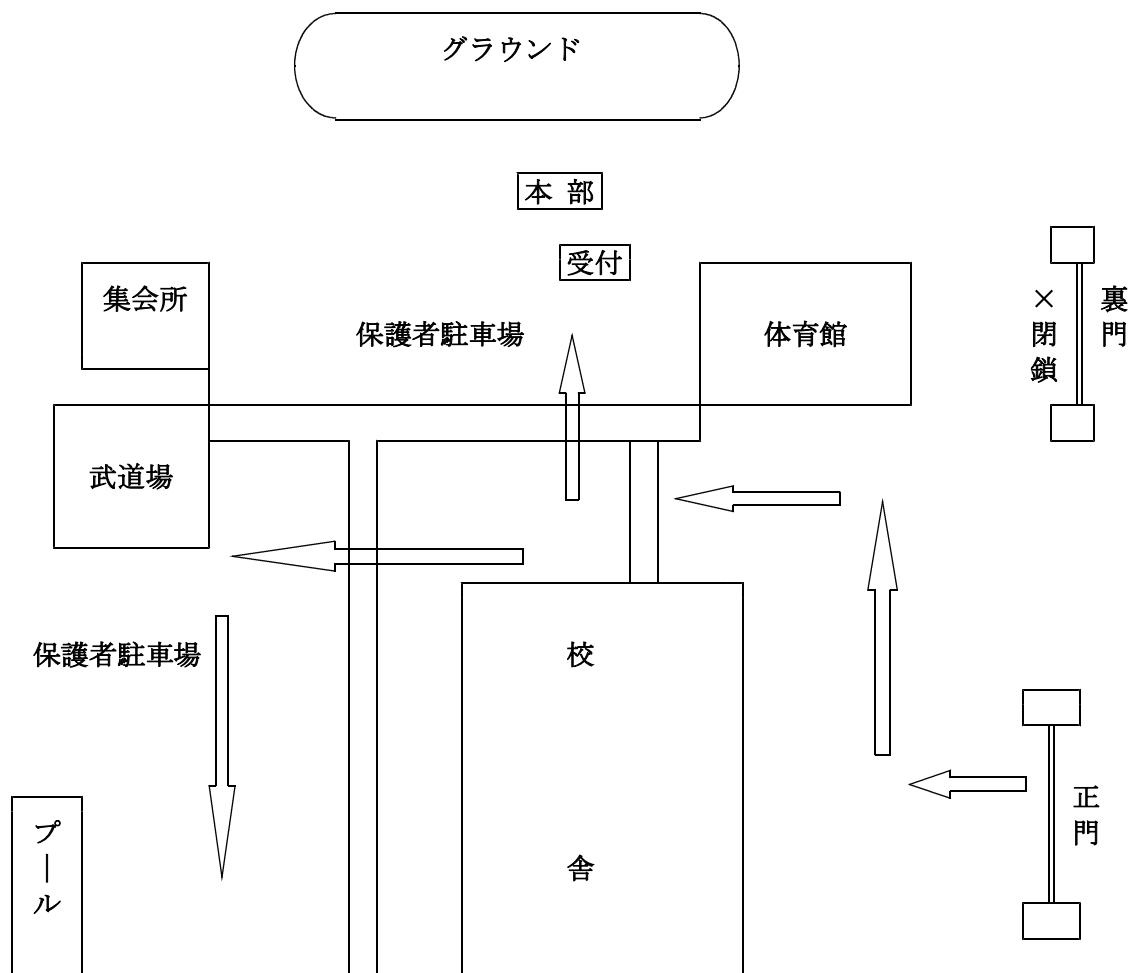 グラウンド
本 部
受付
集会所
保護者駐車場
体育館
×閉鎖
裏門
武道場
保護者駐車場
校舎
正門
プール